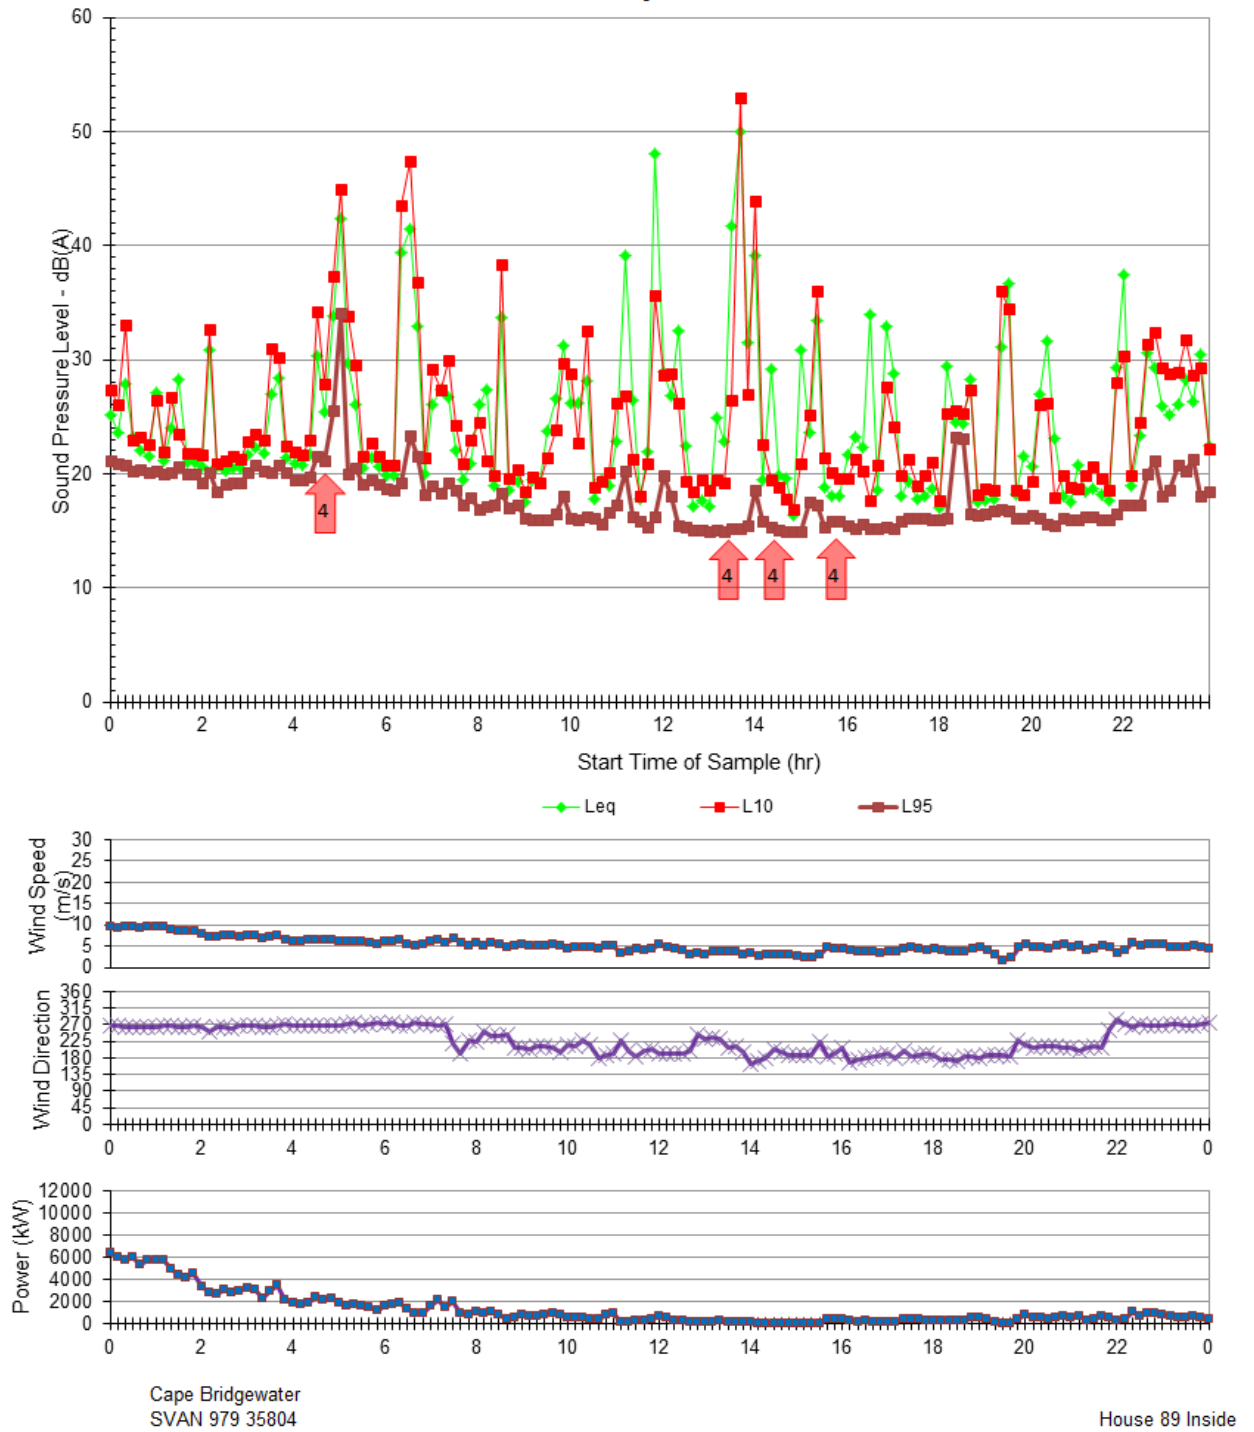 60
50
40
30
20
10
0
Sound Pressure Level - dB(A)
4
4 4 4
0 2 4 6 8 10 12 14 16 18 20 22
Start Time of Sample (hr)
Leq L10 L95
30
25
20
15
10
5
0
Wind Speed
(m/s)
360
315
270
225
180
135
90
45
0
Wind Direction
0 2 4 6 8 10 12 14 16 18 20 22 0
12000
10000
8000
6000
4000
2000
0
Power (kW)
0 2 4 6 8 10 12 14 16 18 20 22 0
Cape Bridgewater
SVAN 979 35804
House 89 Inside